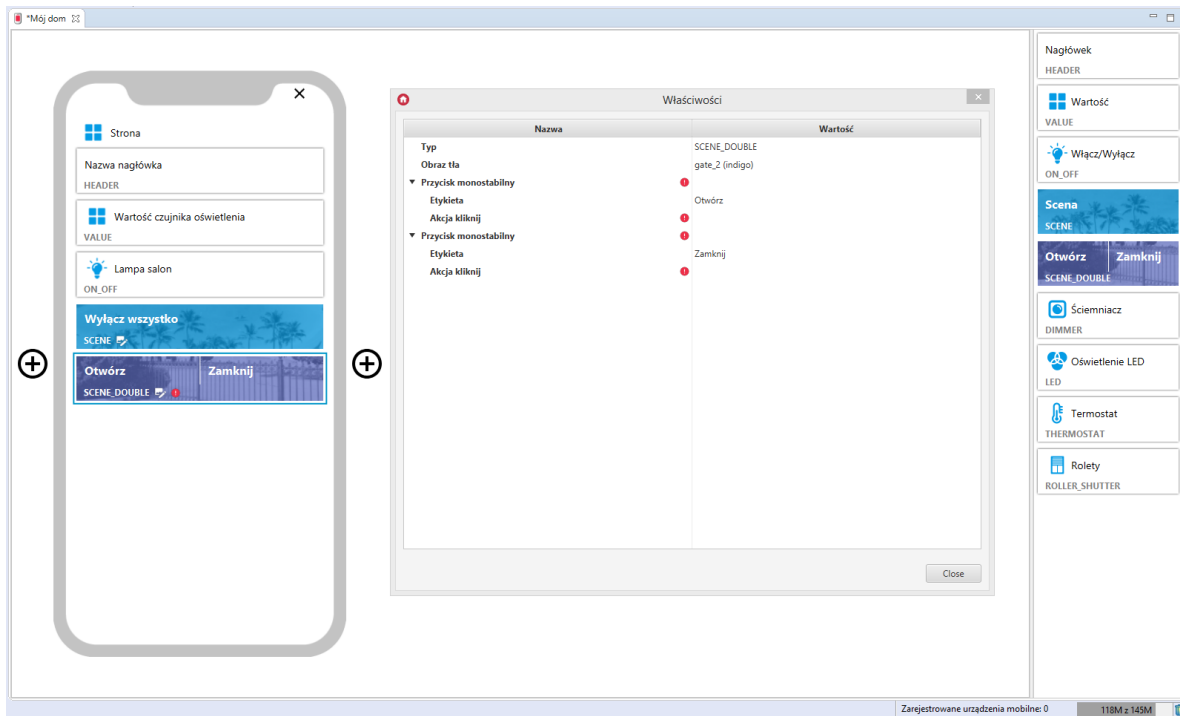 *Mój dom
Strona
Nazwa nagłówka
HEADER
Wartość czujnika oświetlenia
VALUE
Lampa salon
ON_OFF
Wyłącz wszystko
SCENE
Otwórz Zamknij
SCENE_DOUBLE
Właściwości
Nazwa Wartość
Typ SCENE_DOUBLE
Obraz tła gate_2 (indigo)
Przycisk monostabilny
Etykieta Otwórz
Akcja kliknij
Przycisk monostabilny
Etykieta Zamknij
Akcja kliknij
Close
Nagłówek
HEADER
Wartość
VALUE
Włącz/Wyłącz
ON_OFF
Scena
SCENE
Otwórz Zamknij
SCENE_DOUBLE
Ściemniacz
DIMMER
Oświetlenie LED
LED
Termostat
THERMOSTAT
Rolety
ROLLER_SHUTTER
Zarejestrowane urządzenia mobilne: 0 118M z 145M